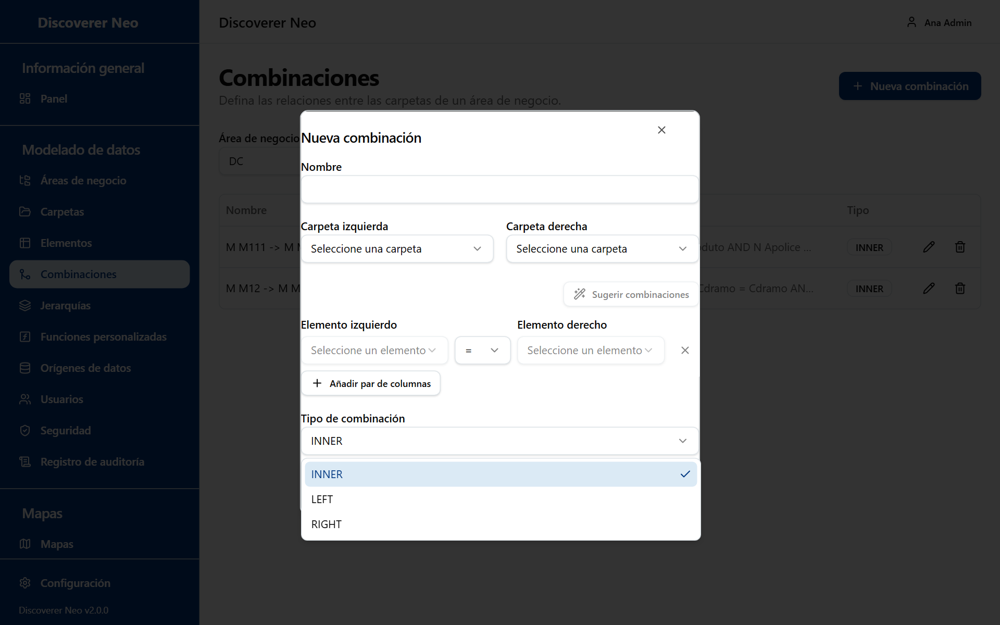 Discoverer Neo
Discoverer Neo
Ana Admin
Información general
Panel
Modelado de datos
Áreas de negocio
Carpetas
Elementos
Combinaciones
Jerarquías
Funciones personalizadas
Orígenes de datos
Usuarios
Seguridad
Registro de auditoría
Mapas
Mapas
Configuración
Discoverer Neo v2.0.0
Combinaciones
Defina las relaciones entre las carpetas de un área de negocio.
+ Nueva combinación
Área de negocio
DC
Nombre
Tipo
M M111 -> M
N Apolice ...
INNER
M M12 -> M
Cdramo = Cdramo AN...
INNER
Nueva combinación
Nombre
Carpeta izquierda
Carpeta derecha
Seleccione una carpeta
Seleccione una carpeta
Sugerir combinaciones
Elemento izquierdo
Elemento derecho
Seleccione un elemento
=
Seleccione un elemento
+ Añadir par de columnas
Tipo de combinación
INNER
INNER
LEFT
RIGHT